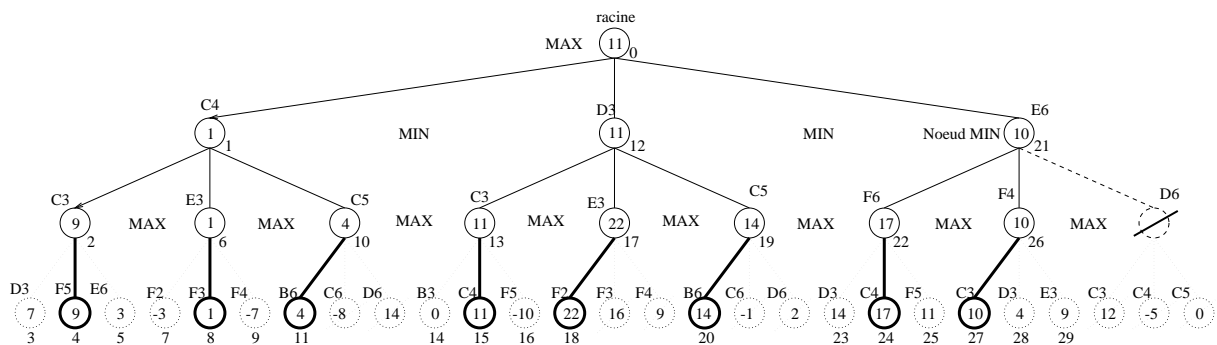 racine
MAX 11 0
C4 D3 E6
1 1 MIN 11 12 MIN Noeud MIN 10 21
C3 E3 C5 C3 E3 C5 F6 F4 D6
9 2 MAX 1 6 MAX 4 10 MAX 11 13 MAX 22 17 MAX 14 19 MAX 17 22 MAX 10 26 MAX
D3 F5 E6 F2 F3 F4 B6 C6 D6 B3 C4 F5 F2 F3 F4 B6 C6 D6 D3 C4 F5 C3 D3 E3 C3 C4 C5
7 9 3 -3 1 -7 4 -8 14 0 11 -10 22 16 9 14 -1 2 14 17 11 10 4 9 12 -5 0
3 4 5 7 8 9 11 14 15 16 18 20 23 24 25 27 28 29